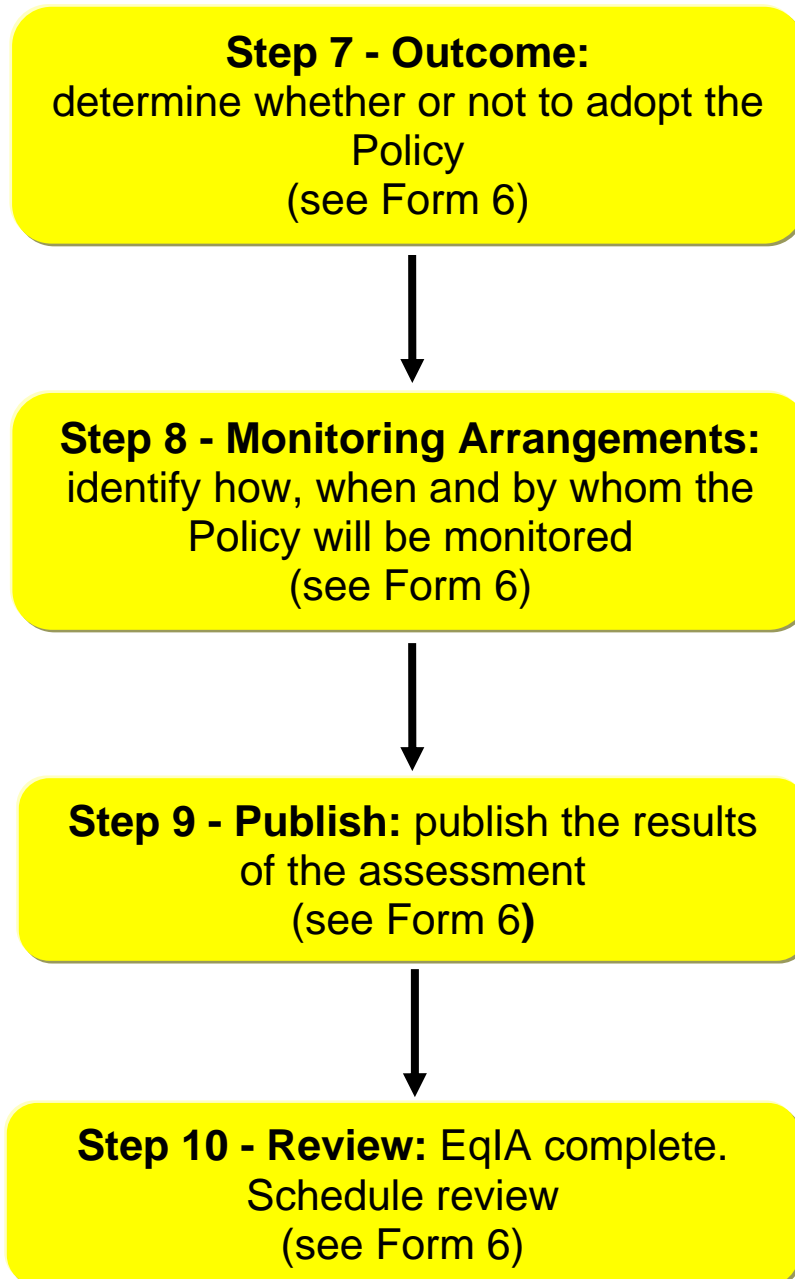 Step 7 - Outcome:
determine whether or not to adopt the
Policy
(see Form 6)
Step 8 - Monitoring Arrangements:
identify how, when and by whom the
Policy will be monitored
(see Form 6)
Step 9 - Publish: publish the results
of the assessment
(see Form 6)
Step 10 - Review: EqIA complete.
Schedule review
(see Form 6)